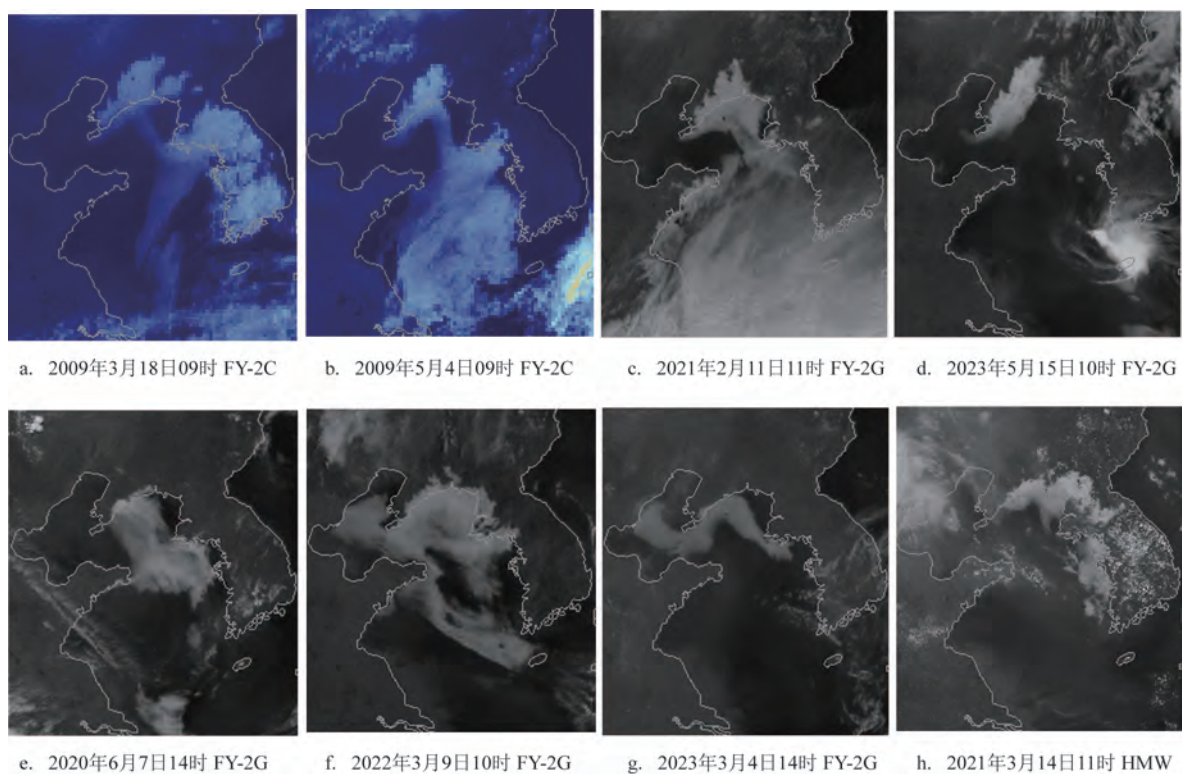 a. 2009年3月18日09时 FY-2C
b. 2009年5月4日09时 FY-2C
c. 2021年2月11日11时 FY-2G
d. 2023年5月15日10时 FY-2G
e. 2020年6月7日14时 FY-2G
f. 2022年3月9日10时 FY-2G
g. 2023年3月4日14时 FY-2G
h. 2021年3月14日11时 HMW